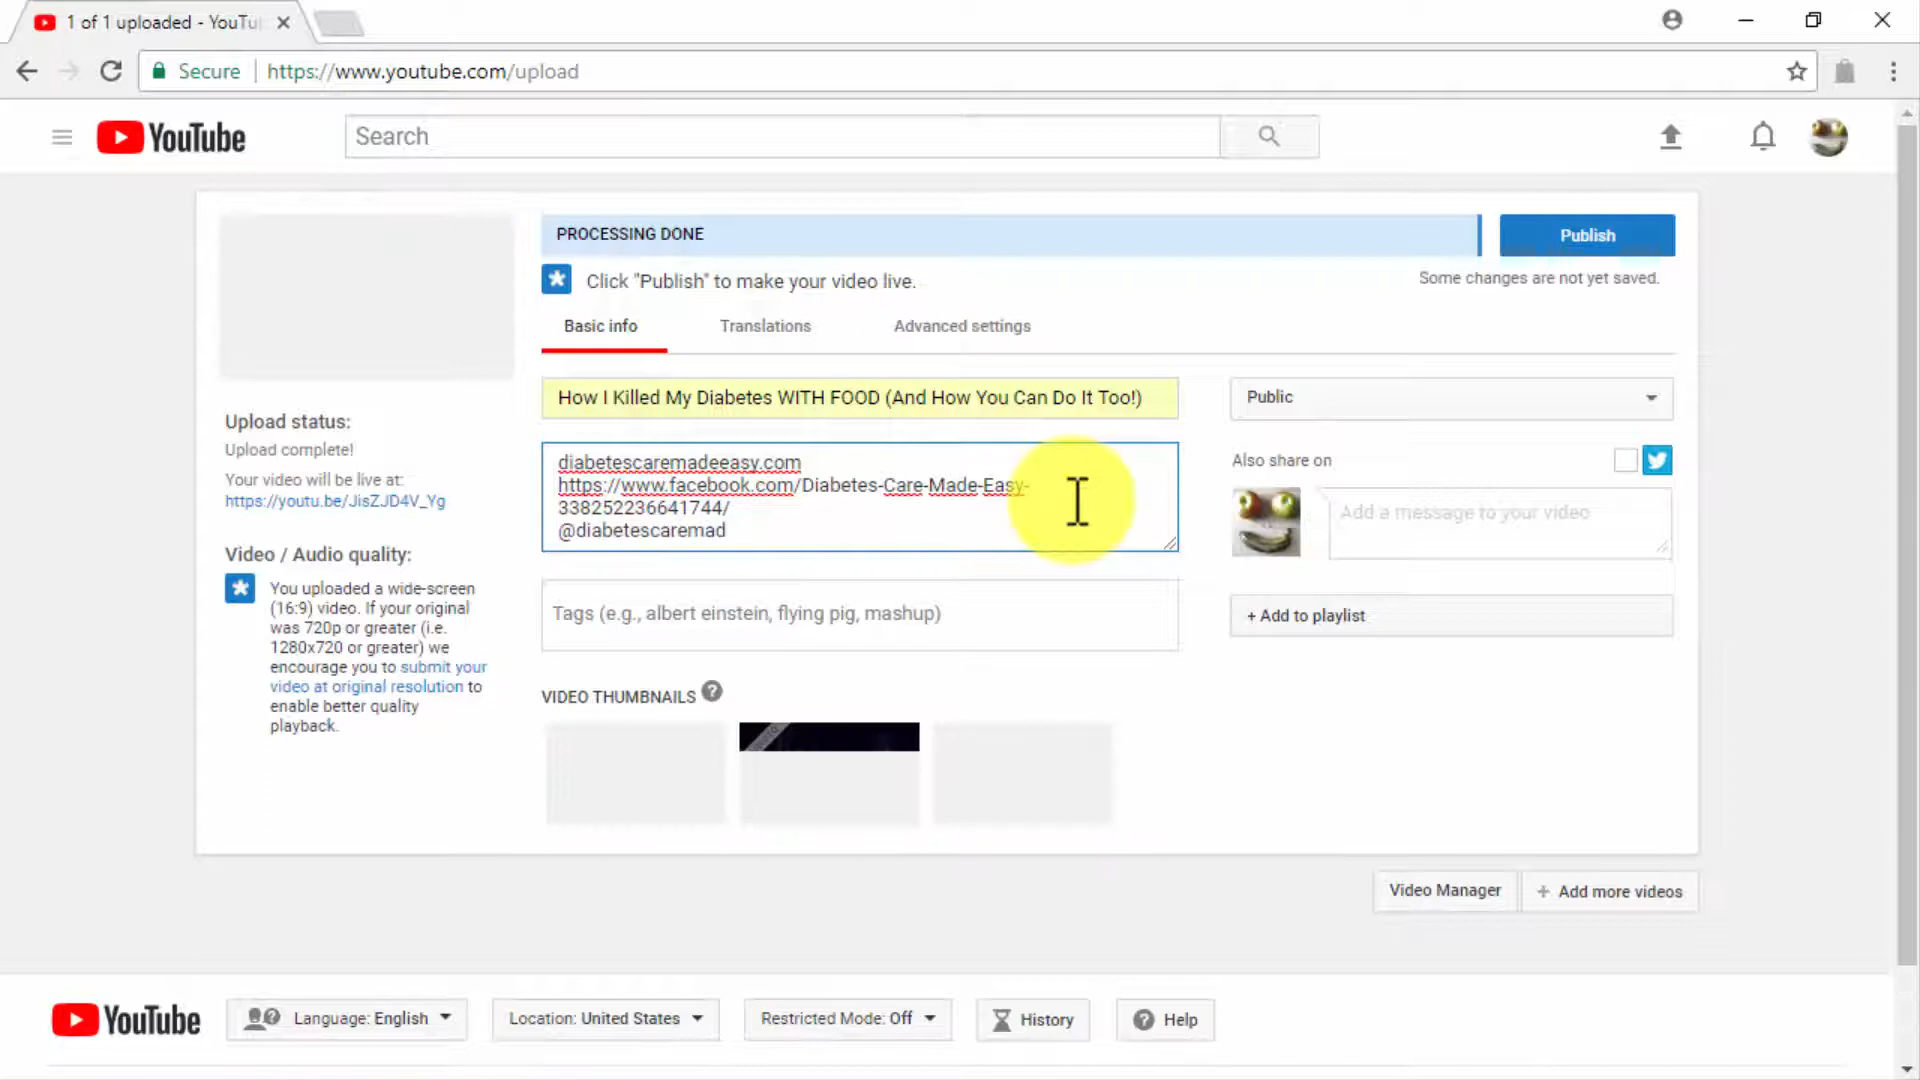 1 of 1 uploaded - YouTu
Secure
https://www.youtube.com/upload
YouTube
Search
PROCESSING DONE
Publish
Click "Publish" to make your video live.
Some changes are not yet saved.
Basic info
Translations
Advanced settings
How I Killed My Diabetes WITH FOOD (And How You Can Do It Too!)
Public
diabetescaremadeeasy.com
https://www.facebook.com/Diabetes-Care-Made-Easy-
338252236641744/
@diabetescaremad
Also share on
Add a message to your video
Upload status:
Upload complete!
Your video will be live at:
https://youtu.be/JisZJD4V_Yg
Video / Audio quality:
You uploaded a wide-screen
(16:9) video. If your original
was 720p or greater (i.e.
1280x720 or greater) we
encourage you to submit your
video at original resolution to
enable better quality
playback.
Tags (e.g., albert einstein, flying pig, mashup)
+ Add to playlist
VIDEO THUMBNAILS ?
Video Manager
+ Add more videos
YouTube
Language: English
Location: United States
Restricted Mode: Off
History
Help